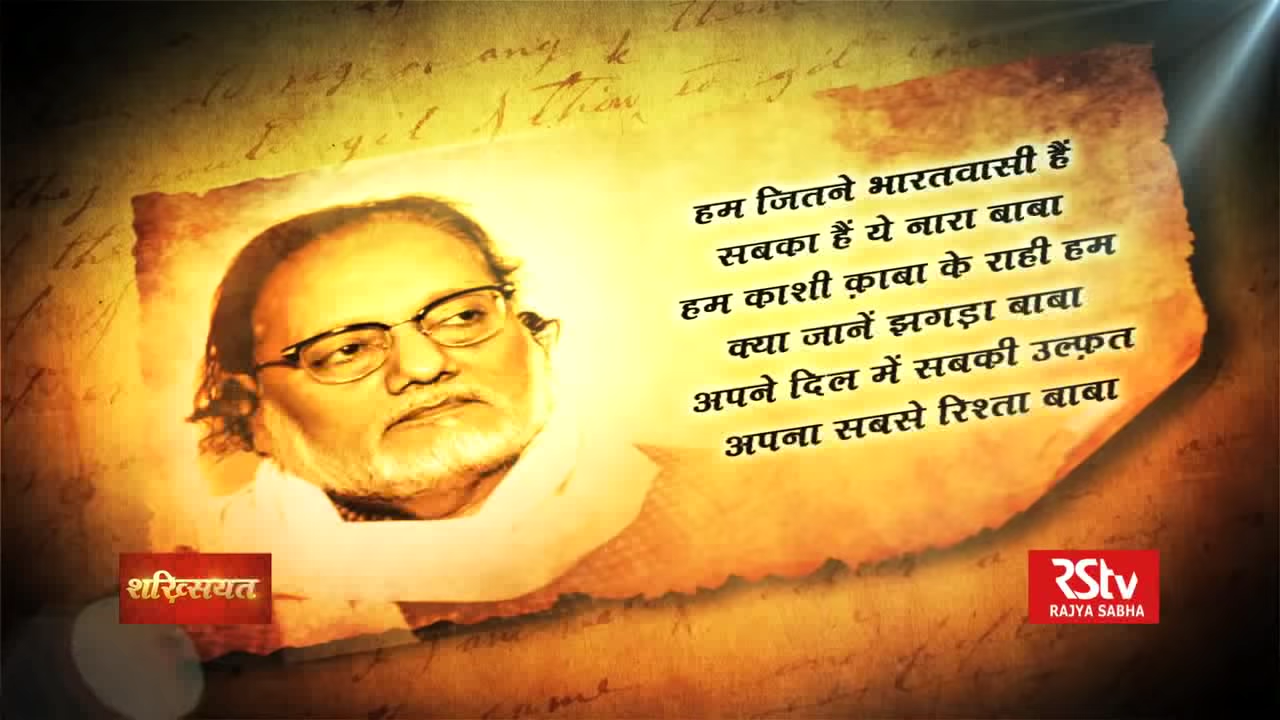 हम जितने भारतवासी हैं
सबका हैं ये नारा बाबा
हम काशी क़ाबा के राही हम
क्या जानें झगड़ा बाबा
अपने दिल में सबकी उल्फ़त
अपना सबसे रिश्ता बाबा
शख़्सियत
RStv
RAJYA SABHA